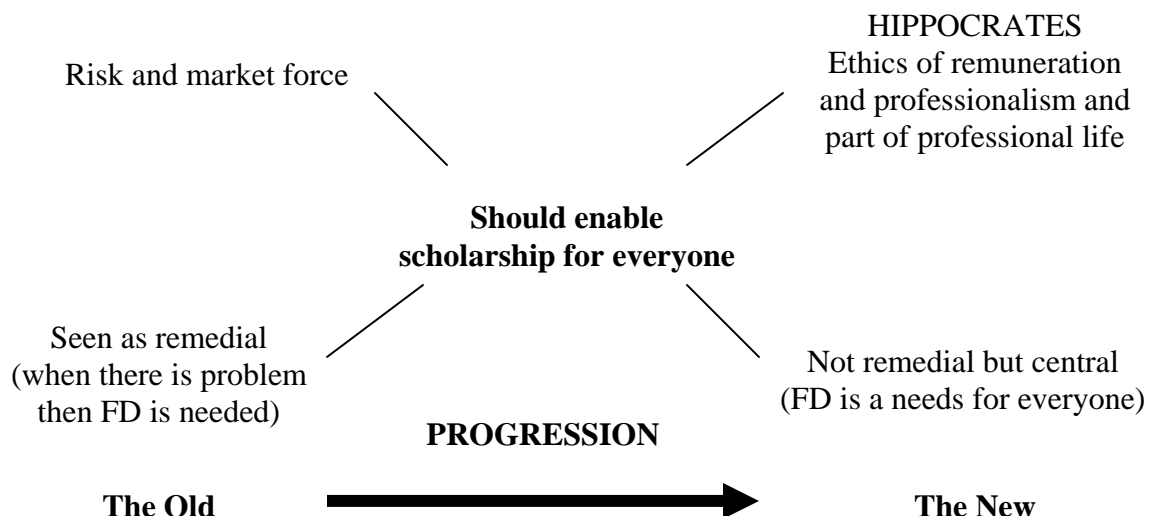 HIPPOCRATES
Ethics of remuneration
and professionalism and
part of professional life
Risk and market force
Should enable
scholarship for everyone
Seen as remedial
(when there is problem
then FD is needed)
Not remedial but central
(FD is a needs for everyone)
PROGRESSION
The Old
The New